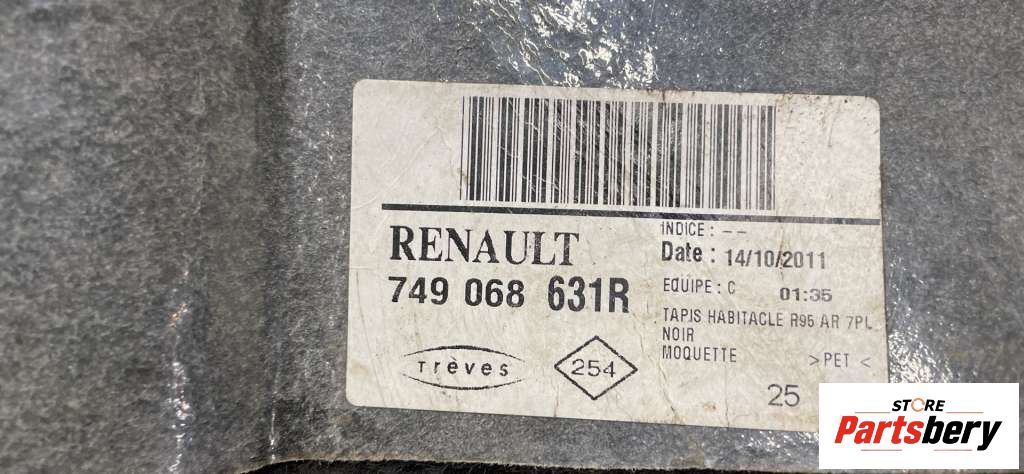 RENAULT
749 068 631R
Trèves
254
INDICE : --
Date : 14/10/2011
EQUIPE : C 01:35
TAPIS HABITACLE R95 AR 7PL
NOIR
MOQUETTE >PET<
25
STORE
Partsbery